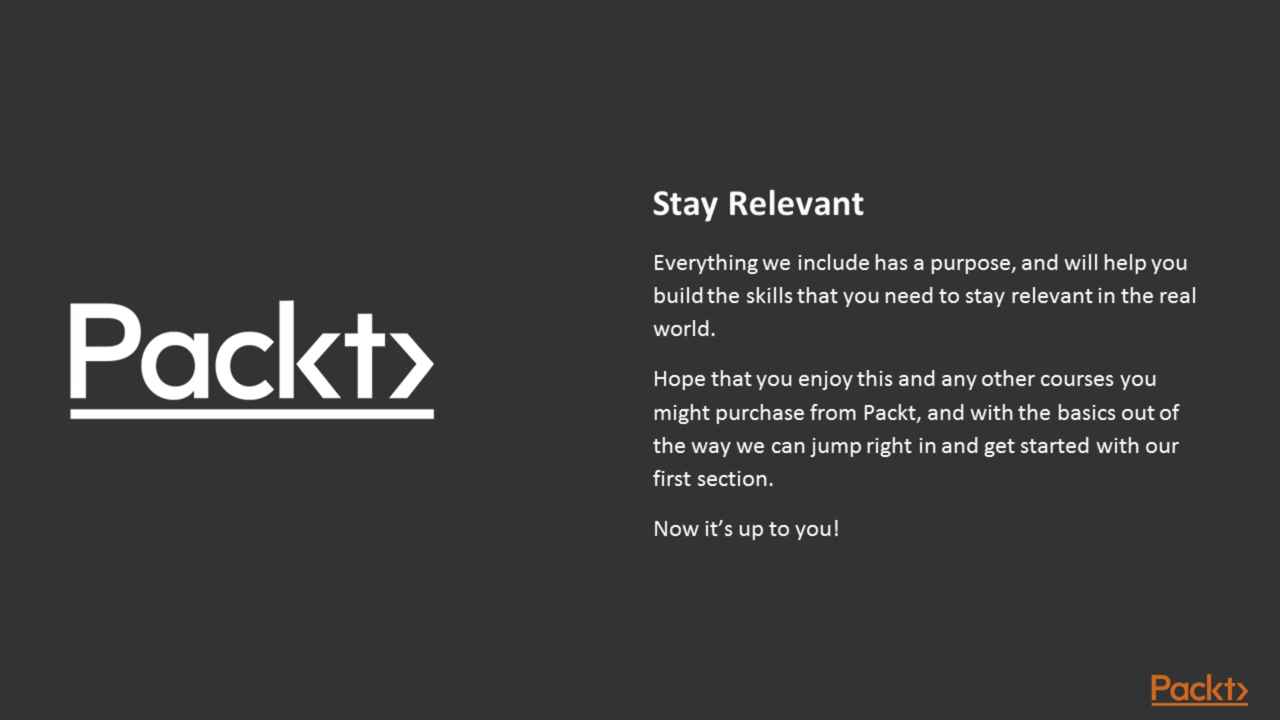 Packt
Stay Relevant
Everything we include has a purpose, and will help you
build the skills that you need to stay relevant in the real
world.
Hope that you enjoy this and any other courses you
might purchase from Packt, and with the basics out of
the way we can jump right in and get started with our
first section.
Now it’s up to you!
Packt